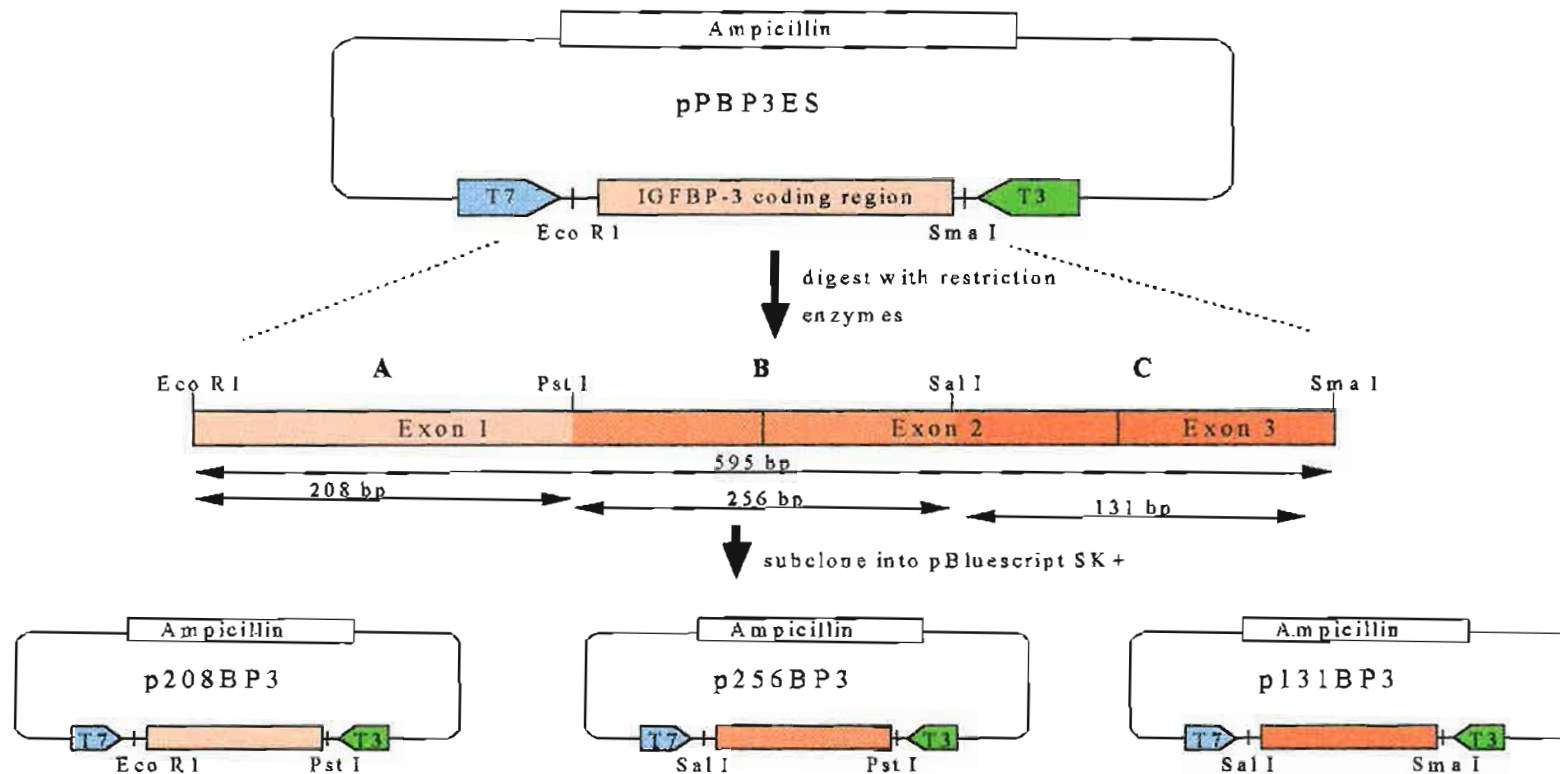 Ampicillin
pPBP3ES
T7
IGFBP-3 coding region
T3
Eco R1
Sma I
digest with restriction
enzymes
A
B
C
Eco R1
Pst I
Sal I
Sma I
Exon 1
Exon 2
Exon 3
595 bp
208 bp
256 bp
131 bp
subclone into pBluescript SK+
Ampicillin
p208BP3
T7
T3
Eco R1
Pst I
Ampicillin
p256BP3
T7
T3
Sal I
Pst I
Ampicillin
p131BP3
T7
T3
Sal I
Sma I